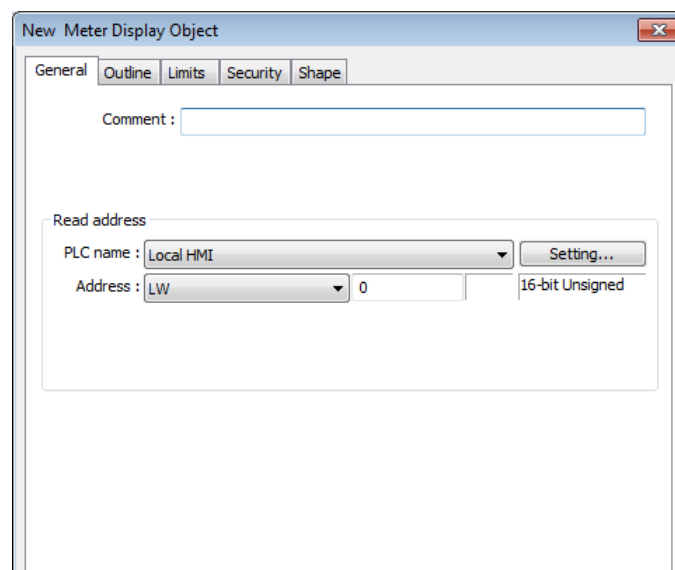 New Meter Display Object
General Outline Limits Security Shape
Comment :
Read address
PLC name : Local HMI Setting...
Address : LW 0 16-bit Unsigned